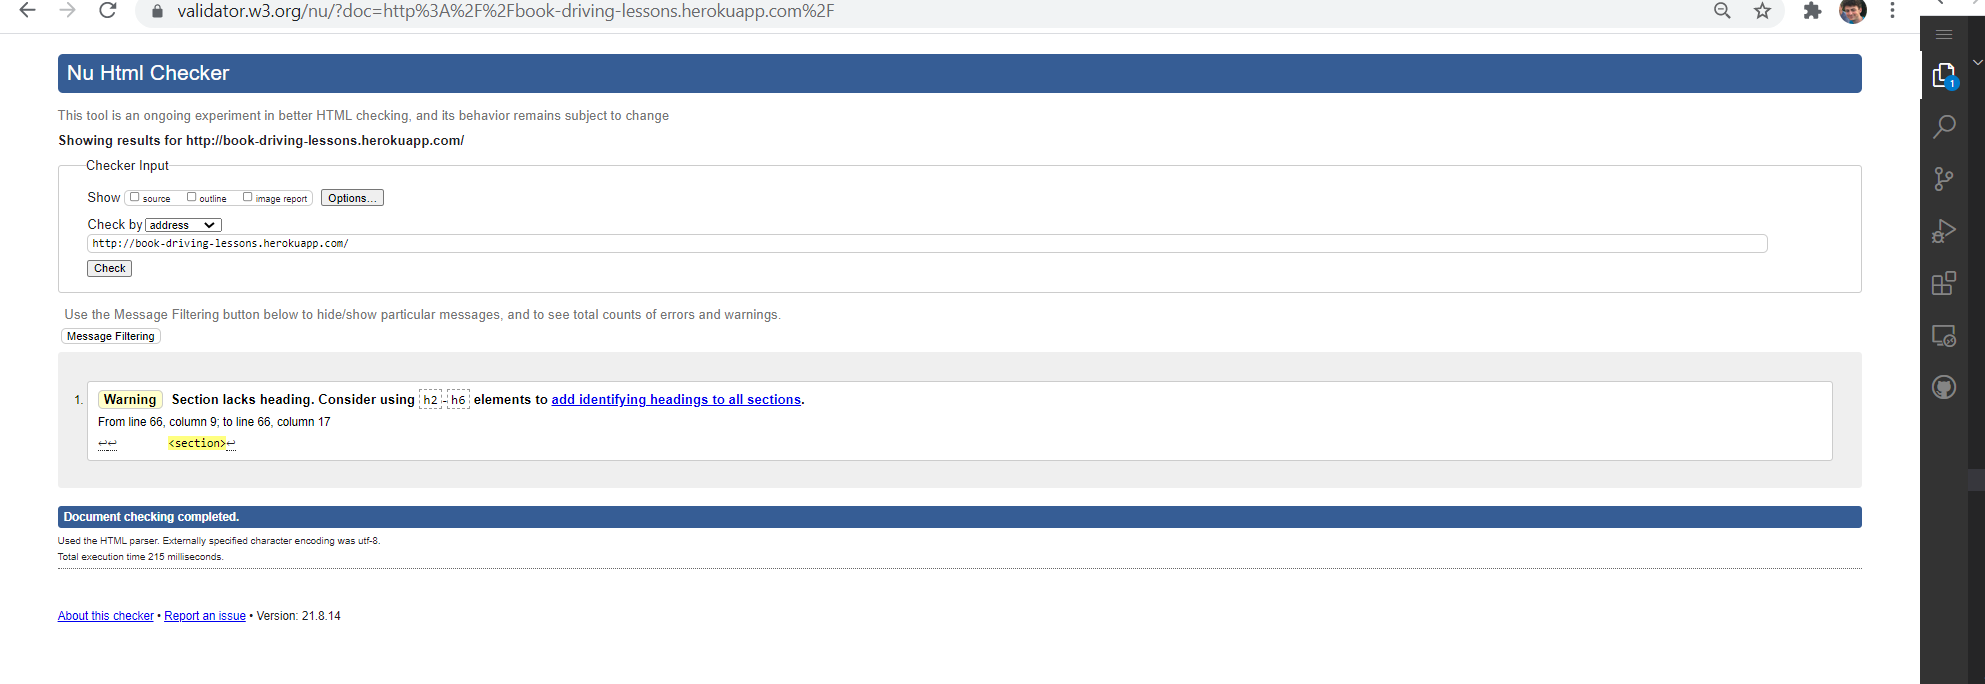 validator.w3.org/nu/?doc=http%3A%2F%2Fbook-driving-lessons.herokuapp.com%2F
Nu Html Checker
This tool is an ongoing experiment in better HTML checking, and its behavior remains subject to change
Showing results for http://book-driving-lessons.herokuapp.com/
Checker Input
Show source outline image report Options...
Check by address
http://book-driving-lessons.herokuapp.com/
Check
Use the Message Filtering button below to hide/show particular messages, and to see total counts of errors and warnings.
Message Filtering
1. Warning Section lacks heading. Consider using h2-h6 elements to add identifying headings to all sections.
From line 66, column 9; to line 66, column 17
↩↩ <section>↩
Document checking completed.
Used the HTML parser. Externally specified character encoding was utf-8.
Total execution time 215 milliseconds.
About this checker • Report an issue • Version: 21.8.14
1